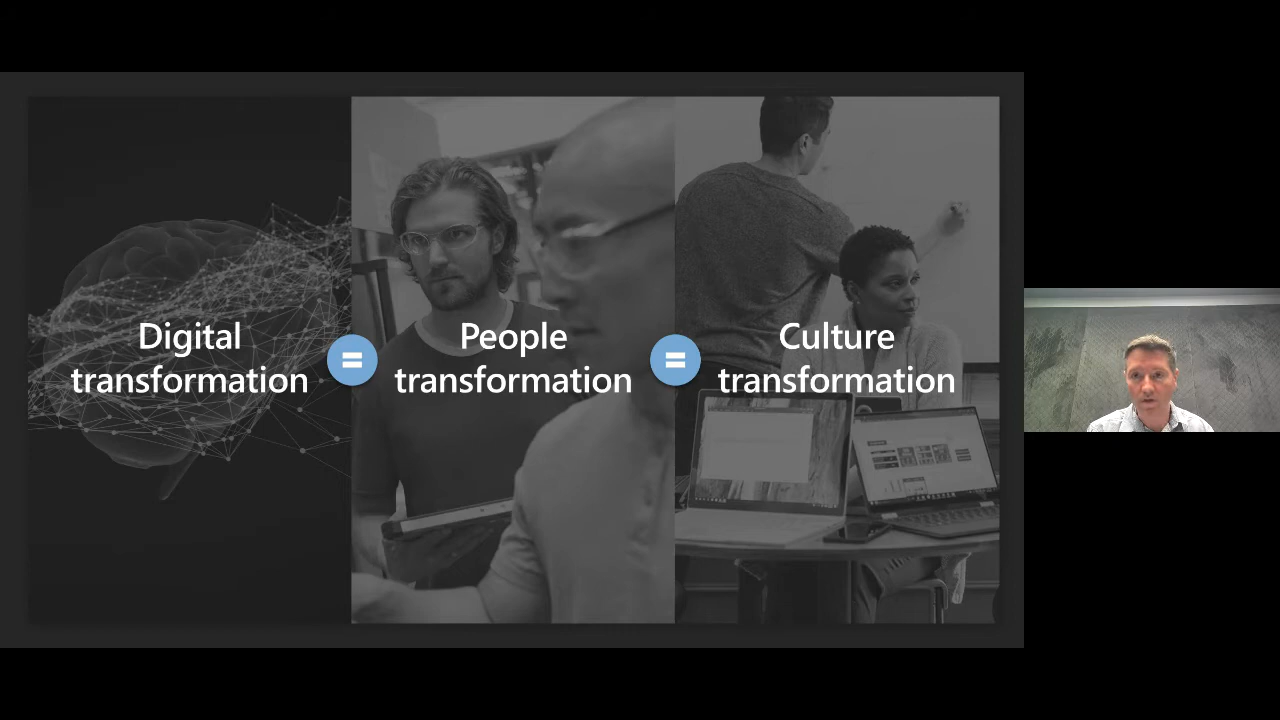 Digital
transformation
=
People
transformation
=
Culture
transformation